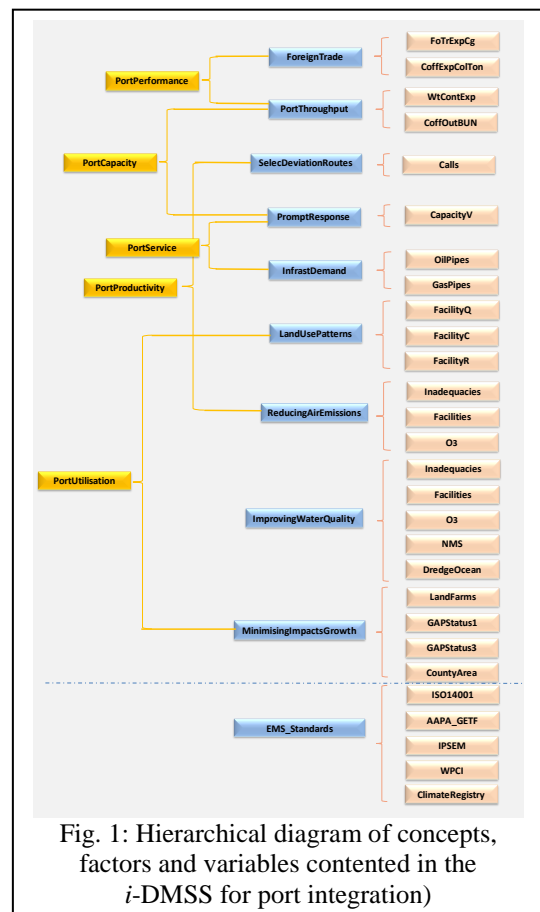 FoTrExpCg
ForeignTrade
CoffExpColTon
PortPerformance
WtContExp
PortThroughput
CoffOutBUN
PortCapacity
SelecDeviationRoutes
Calls
PromptResponse
CapacityV
PortService
OilPipes
InfrastDemand
PortProductivity
GasPipes
FacilityQ
LandUsePatterns
FacilityC
FacilityR
Inadequacies
ReducingAirEmissions
Facilities
O3
Inadequacies
PortUtilisation
Facilities
ImprovingWaterQuality
O3
NMS
DredgeOcean
LandFarms
GAPStatus1
MinimisingImpactsGrowth
GAPStatus3
CountyArea
ISO14001
EMS_Standards
AAPA_GETF
IPSEM
WPCI
ClimateRegistry
Fig. 1: Hierarchical diagram of concepts,
factors and variables contented in the
i-DMSS for port integration)